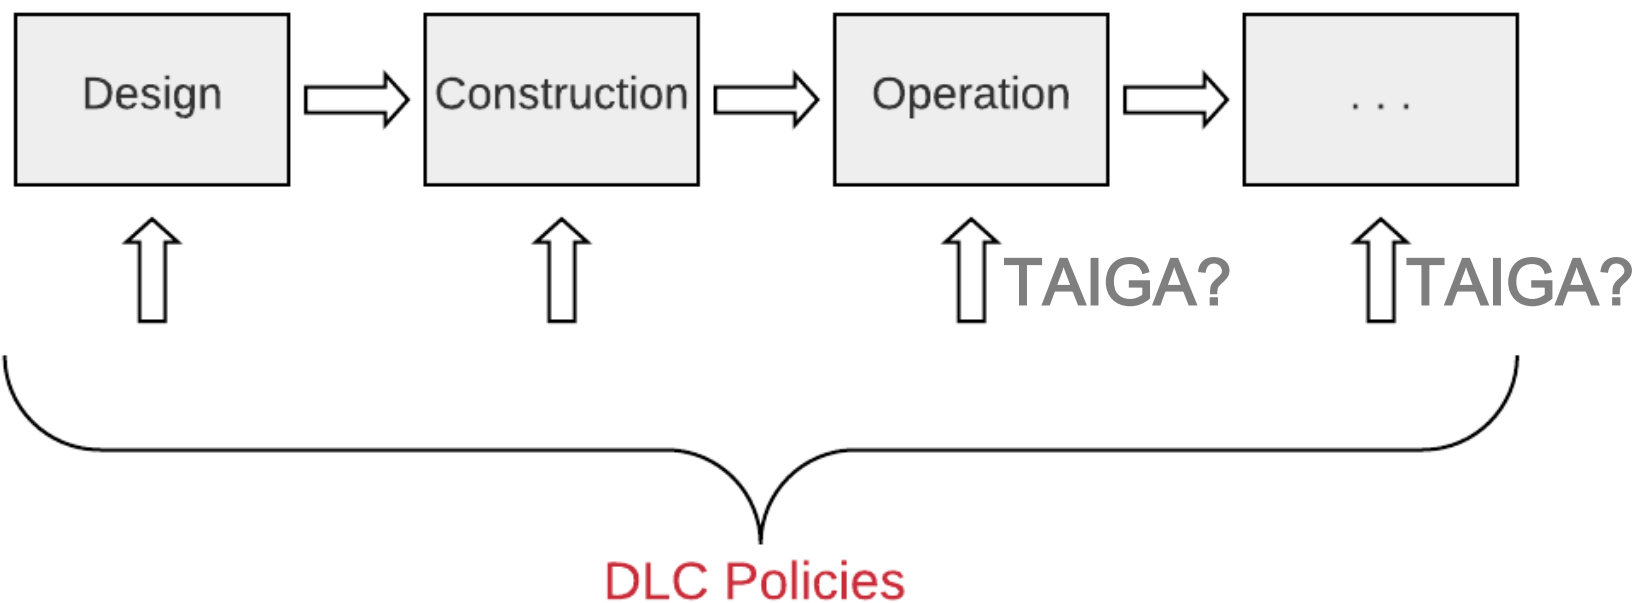 Design
Construction
Operation
. . .
TAIGA?
TAIGA?
DLC Policies